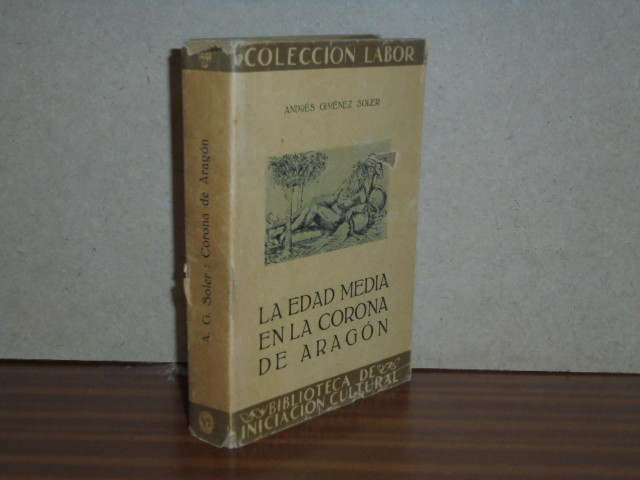 COLECCIÓN LABOR
ANDRÉS GIMÉNEZ SOLER
LA EDAD MEDIA
EN LA CORONA
DE ARAGÓN
BIBLIOTECA DE
INICIACIÓN CULTURAL
A. G. Soler : Corona de Aragón